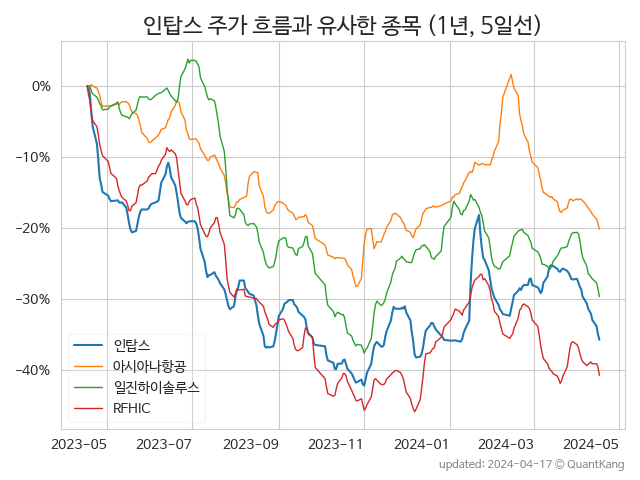 인탑스 주가 흐름과 유사한 종목 (1년, 5일선)
0%
−10%
−20%
−30%
−40%
인탑스
아시아나항공
일진하이솔루스
RFHIC
2023-05 2023-07 2023-09 2023-11 2024-01 2024-03 2024-05
updated: 2024-04-17 © QuantKang